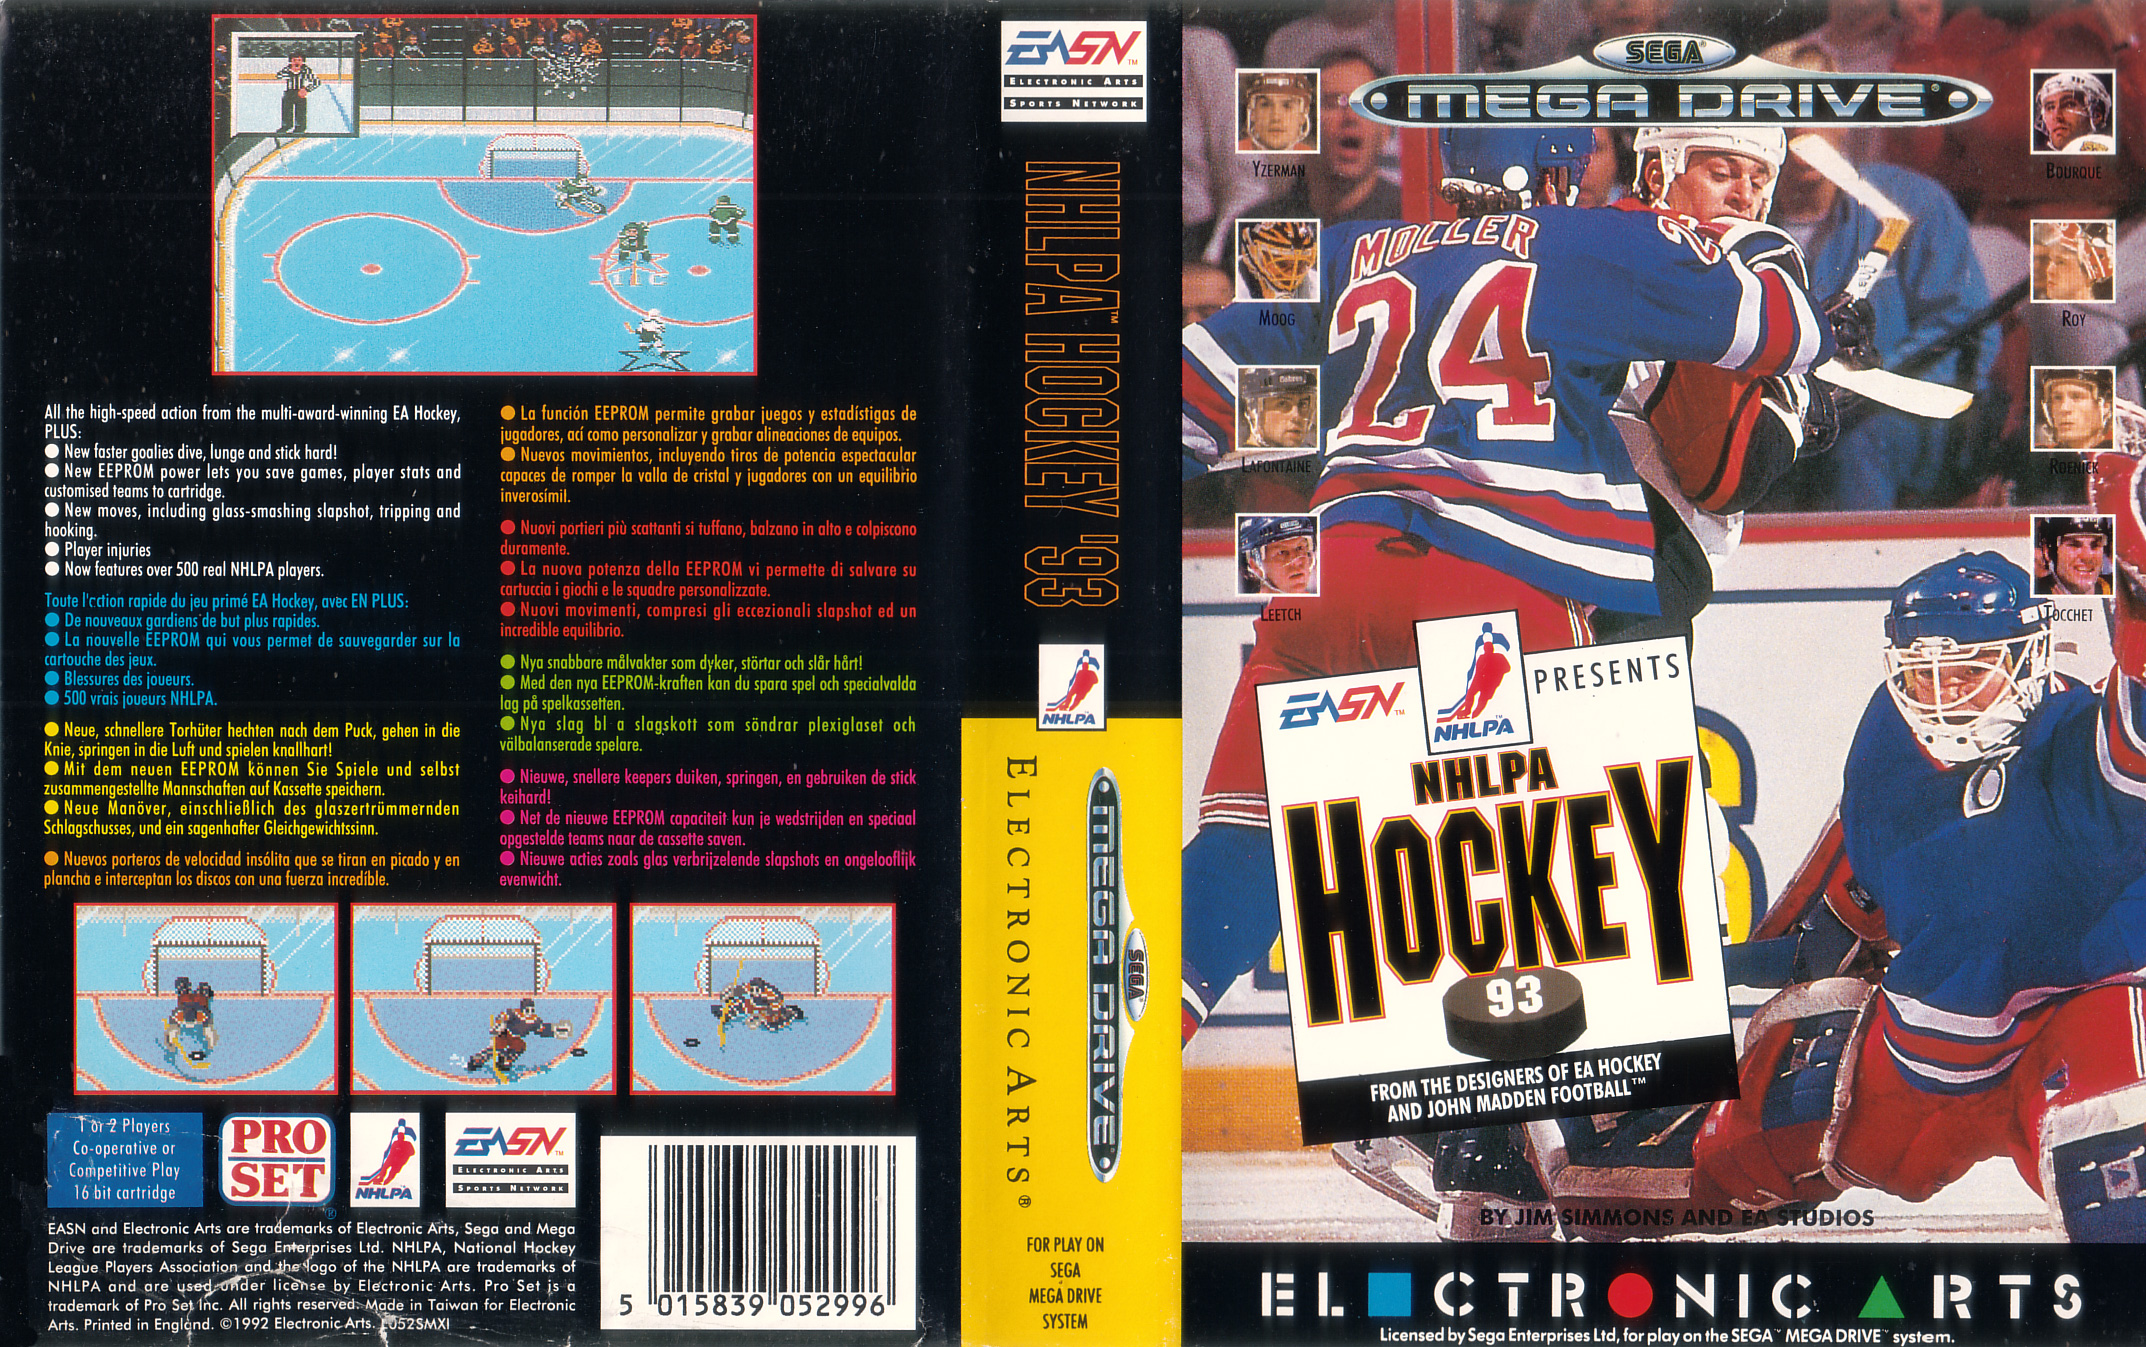 All the high-speed action from the multi-award-winning EA Hockey,
PLUS:
● New faster goalies dive, lunge and stick hard!
● New EEPROM power lets you save games, player stats and
customised teams to cartridge.
● New moves, including glass-smashing slapshot, tripping and
hooking.
● Player injuries
● Now features over 500 real NHLPA players.
Toute l'action rapide du jeu primé EA Hockey, avec EN PLUS:
● De nouveaux gardiens de but plus rapides.
● La nouvelle EEPROM qui vous permet de sauvegarder sur la
cartouche des jeux.
● Blessures des joueurs.
● 500 vrais joueurs NHLPA.
● Neue, schnellere Torhüter hechten nach dem Puck, gehen in die
Knie, springen in die Luft und spielen knallhart!
● Mit dem neuen EEPROM können Sie Spiele und selbst
zusammengestellte Mannschaften auf Kassette speichern.
● Neue Manöver, einschließlich des glaszertrümmernden
Schlagschusses, und ein sagenhafter Gleichgewichtssinn.
● Nuevos porteros de velocidad insólita que se tiran en picado y en
plancha e interceptan los discos con una fuerza incredíble.
● La función EEPROM permite grabar juegos y estadístigas de
jugadores, ací como personalizar y grabar alineaciones de equipos.
● Nuevos movimientos, incluyendo tiros de potencia espectacular
capaces de romper la valla de cristal y jugadores con un equilibrio
inverosímil.
● Nuovi portieri più scattanti si tuffano, balzano in alto e colpiscono
duramente.
● La nuova potenza della EEPROM vi permette di salvare su
cartuccia i giochi e le squadre personalizzate.
● Nuovi movimenti, compresi gli eccezionali slapshot ed un
incredible equilibrio.
● Nya snabbare målvakter som dyker, störtar och slår hårt!
● Med den nya EEPROM-kraften kan du spara spel och specialvalda
lag på spelkassetten.
● Nya slag bl a slagskott som söndrar plexiglaset och
välbalanserade spelare.
● Nieuwe, snellere keepers duiken, springen, en gebruiken de stick
keihard!
● Net de nieuwe EEPROM capaciteit kun je wedstrijden en speciaal
opgestelde teams naar de cassette saven.
● Nieuwe acties zoals glas verbrijzelende slapshots en ongelooflijk
evenwicht.
1 or 2 Players
Co-operative or
Competitive Play
16 bit cartridge
PRO
SET
NHLPA
EASN™
ELECTRONIC ARTS
SPORTS NETWORK
EASN and Electronic Arts are trademarks of Electronic Arts, Sega and Mega
Drive are trademarks of Sega Enterprises Ltd. NHLPA, National Hockey
League Players Association and the logo of the NHLPA are trademarks of
NHLPA and are used under license by Electronic Arts. Pro Set is a
trademark of Pro Set Inc. All rights reserved. Made in Taiwan for Electronic
Arts. Printed in England. ©1992 Electronic Arts. E052SMXI
5 015839 052996
EASN™
ELECTRONIC ARTS
SPORTS NETWORK
NHLPA™ HOCKEY '93
NHLPA
ELECTRONIC ARTS®
SEGA
MEGA DRIVE
FOR PLAY ON
SEGA
MEGA DRIVE
SYSTEM
SEGA®
MEGA DRIVE®
YZERMAN
MOOG
LAFONTAINE
LEETCH
BOURQUE
ROY
ROENICK
TOCCHET
MOLLER
24
2
EASN™
NHLPA™
PRESENTS
NHLPA
HOCKEY
93
FROM THE DESIGNERS OF EA HOCKEY
AND JOHN MADDEN FOOTBALL™
BY JIM SIMMONS AND EA STUDIOS
EL■CTR●NIC ▲RTS
Licensed by Sega Enterprises Ltd, for play on the SEGA™ MEGA DRIVE™ system.